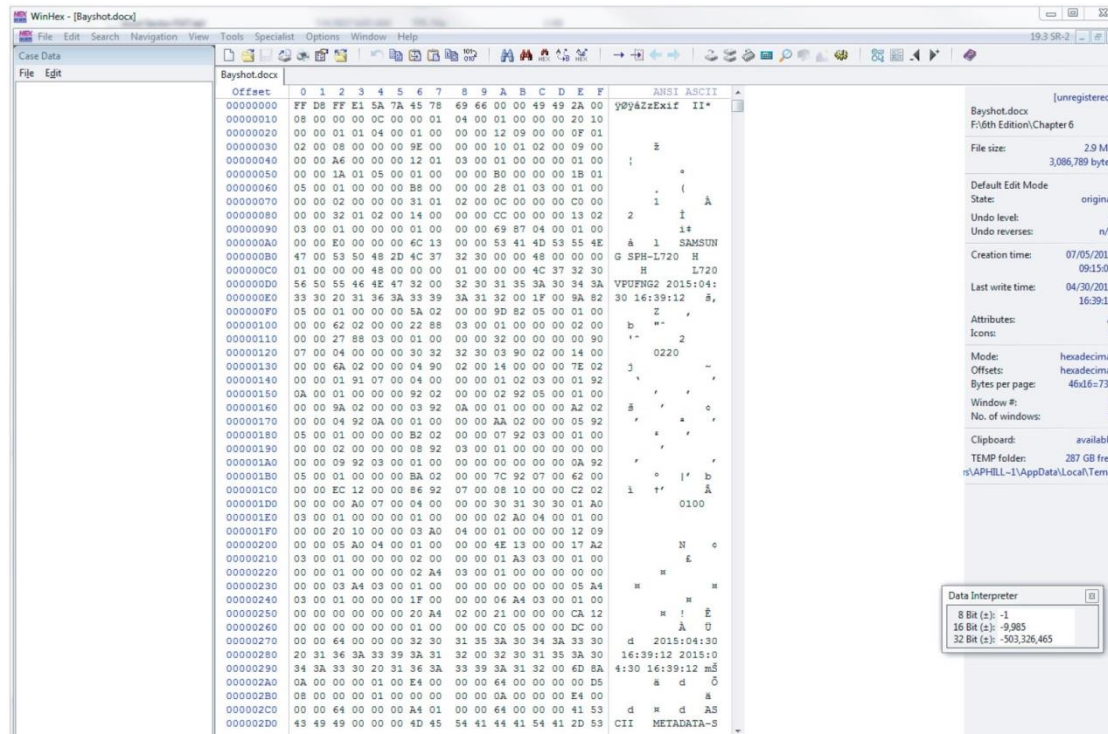 WinHex - [Bayshot.docx]
File Edit Search Navigation View Tools Specialist Options Window Help
19.3 SR-2
Case Data
File Edit
Bayshot.docx
Offset 0 1 2 3 4 5 6 7 8 9 A B C D E F ANSI ASCII
00000000 FF D8 FF E1 5A 7A 45 78 69 66 00 00 49 49 2A 00 ÿØÿáZzExif II*
00000010 08 00 00 00 0C 00 00 01 04 00 01 00 00 00 20 10
00000020 00 00 01 01 04 00 01 00 00 00 12 09 00 00 0F 01
00000030 02 00 08 00 00 00 9E 00 00 00 10 01 02 00 09 00 ž
00000040 00 00 A6 00 00 00 12 01 03 00 01 00 00 00 01 00 ¦
00000050 00 00 1A 01 05 00 01 00 00 00 B0 00 00 00 1B 01 °
00000060 05 00 01 00 00 00 B8 00 00 00 28 01 03 00 01 00 ¸ (
00000070 00 00 02 00 00 00 31 01 02 00 0C 00 00 00 C0 00 1 À
00000080 00 00 32 01 02 00 14 00 00 00 CC 00 00 00 13 02 2 Ì
00000090 03 00 01 00 00 00 01 00 00 00 69 87 04 00 01 00 i‡
000000A0 00 00 E0 00 00 00 6C 13 00 00 53 41 4D 53 55 4E à l SAMSUN
000000B0 47 00 53 50 48 2D 4C 37 32 30 00 00 48 00 00 00 G SPH-L720 H
000000C0 01 00 00 00 48 00 00 00 01 00 00 00 4C 37 32 30 H L720
000000D0 56 50 55 46 4E 47 32 00 32 30 31 35 3A 30 34 3A VPUFNG2 2015:04:
000000E0 33 30 20 31 36 3A 33 39 3A 31 32 00 1F 00 9A 82 30 16:39:12 š‚
000000F0 05 00 01 00 00 00 5A 02 00 00 9D 82 05 00 01 00 Z ‚
00000100 00 00 62 02 00 00 22 88 03 00 01 00 00 00 02 00 b "ˆ
00000110 00 00 27 88 03 00 01 00 00 00 32 00 00 00 00 90 'ˆ 2
00000120 07 00 04 00 00 00 30 32 32 30 03 90 02 00 14 00 0220
00000130 00 00 6A 02 00 00 04 90 02 00 14 00 00 00 7E 02 j ~
00000140 00 00 01 91 07 00 04 00 00 00 01 02 03 00 01 92 ‘ ’
00000150 0A 00 01 00 00 00 92 02 00 00 02 92 05 00 01 00 ’ ’
00000160 00 00 9A 02 00 00 03 92 0A 00 01 00 00 00 A2 02 š ’ ¢
00000170 00 00 04 92 0A 00 01 00 00 00 AA 02 00 00 05 92 ’ ª ’
00000180 05 00 01 00 00 00 B2 02 00 00 07 92 03 00 01 00 ² ’
00000190 00 00 02 00 00 00 08 92 03 00 01 00 00 00 00 00 ’
000001A0 00 00 09 92 03 00 01 00 00 00 00 00 00 00 0A 92 ’ ’
000001B0 05 00 01 00 00 00 BA 02 00 00 7C 92 07 00 62 00 º |’ b
000001C0 00 00 EC 12 00 00 86 92 07 00 08 10 00 00 C2 02 ì †’ Â
000001D0 00 00 00 A0 07 00 04 00 00 00 30 31 30 30 01 A0 0100
000001E0 03 00 01 00 00 00 01 00 00 00 02 A0 04 00 01 00
000001F0 00 00 20 10 00 00 03 A0 04 00 01 00 00 00 12 09
00000200 00 00 05 A0 04 00 01 00 00 00 4E 13 00 00 17 A2 N ¢
00000210 03 00 01 00 00 00 02 00 00 00 01 A3 03 00 01 00 £
00000220 00 00 01 00 00 00 02 A4 03 00 01 00 00 00 00 00 ¤
00000230 00 00 03 A4 03 00 01 00 00 00 00 00 00 00 05 A4 ¤ ¤
00000240 03 00 01 00 00 00 1F 00 00 00 06 A4 03 00 01 00 ¤
00000250 00 00 00 00 00 00 20 A4 02 00 21 00 00 00 CA 12 ¤ ! Ê
00000260 00 00 00 00 00 00 01 00 00 00 C0 05 00 00 DC 00 À Ü
00000270 00 00 64 00 00 00 32 30 31 35 3A 30 34 3A 33 30 d 2015:04:30
00000280 20 31 36 3A 33 39 3A 31 32 00 32 30 31 35 3A 30 16:39:12 2015:0
00000290 34 3A 33 30 20 31 36 3A 33 39 3A 31 32 00 6D 8A 4:30 16:39:12 mŠ
000002A0 0A 00 00 00 01 00 E4 00 00 00 64 00 00 00 00 D5 ä d Õ
000002B0 08 00 00 00 01 00 00 00 00 00 0A 00 00 00 E4 00 ä
000002C0 00 00 64 00 00 00 A4 01 00 00 64 00 00 00 41 53 d ¤ d AS
000002D0 43 49 49 00 00 00 4D 45 54 41 44 41 54 41 2D 53 CII METADATA-S
[unregistered
Bayshot.docx
F:\6th Edition\Chapter 6
File size: 2.9 M
3,086,789 byte
Default Edit Mode
State: origina
Undo level:
Undo reverses: n/
Creation time: 07/05/201
09:15:0
Last write time: 04/30/201
16:39:1
Attributes:
Icons:
Mode: hexadecima
Offsets: hexadecima
Bytes per page: 46x16=73
Window #:
No. of windows:
Clipboard: availabl
TEMP folder: 287 GB fre
rs\APHILL~1\AppData\Local\Tem
Data Interpreter
8 Bit (±): -1
16 Bit (±): -9,985
32 Bit (±): -503,326,465